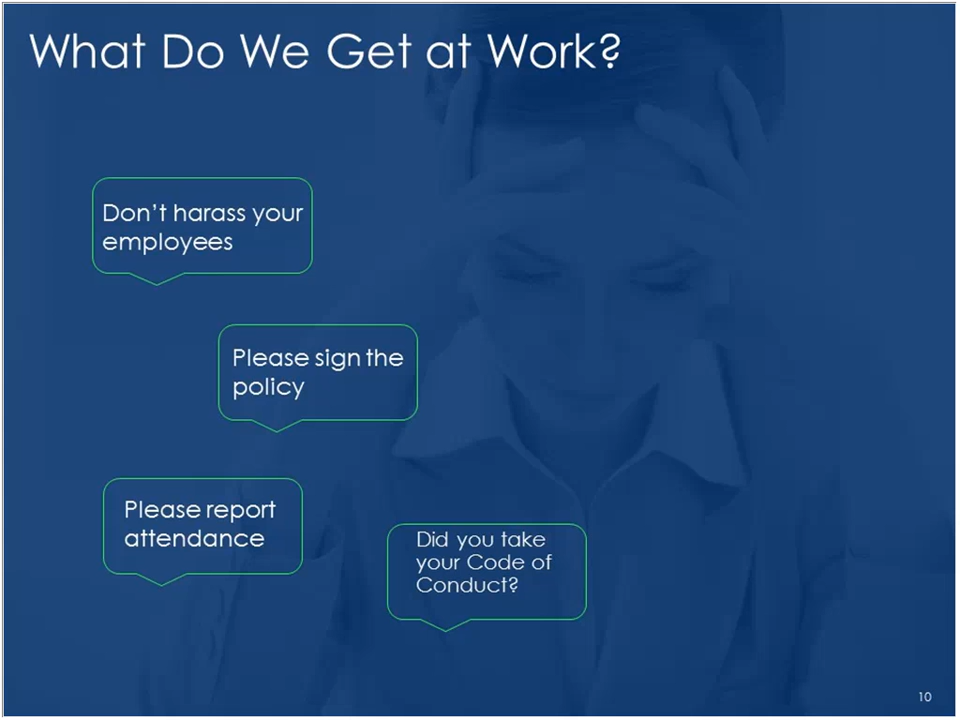 What Do We Get at Work?
Don't harass your
employees
Please sign the
policy
Please report
attendance
Did you take
your Code of
Conduct?
10